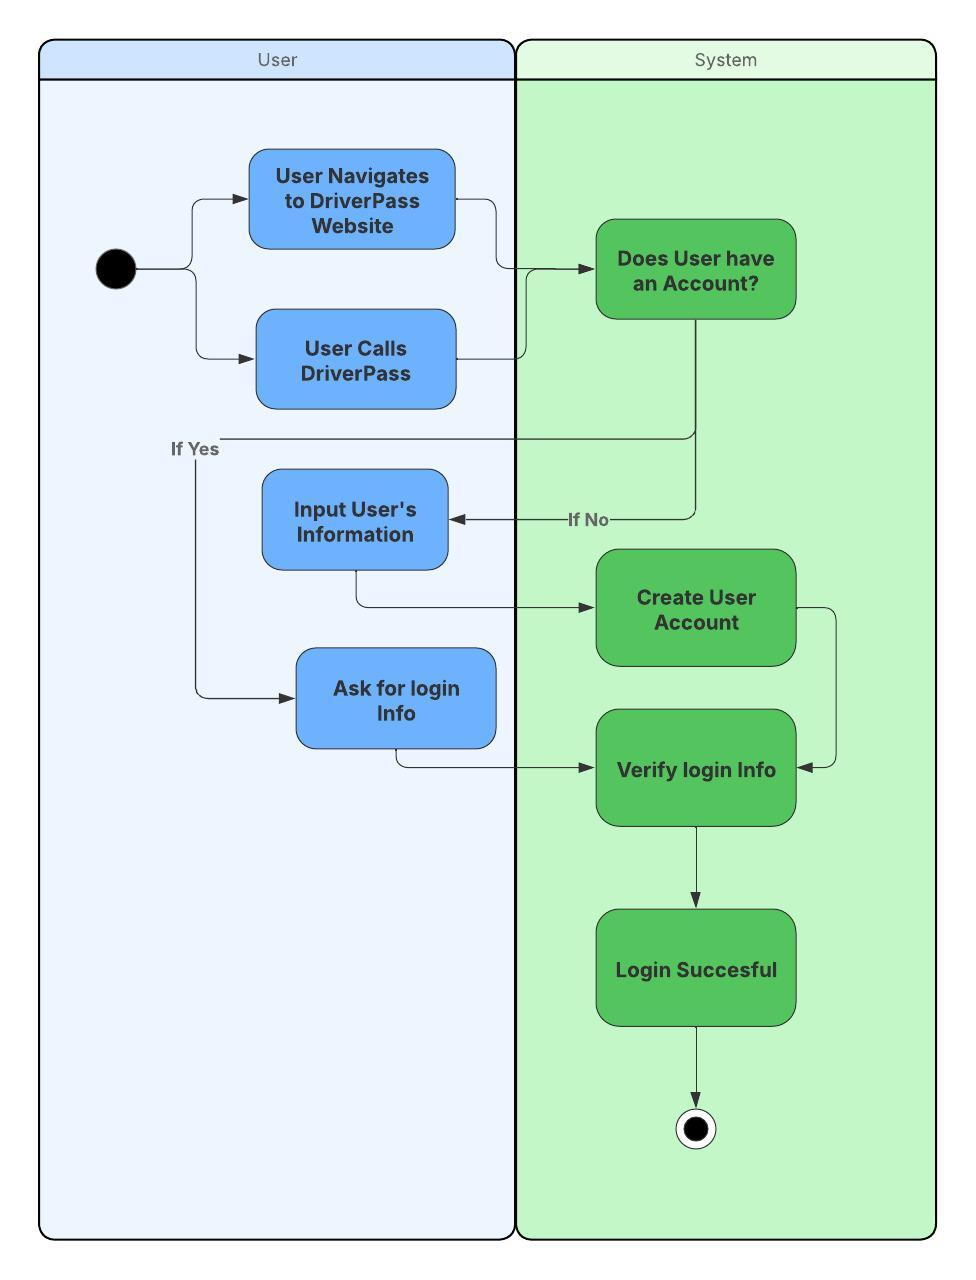 User
System
User Navigates
to DriverPass
Website
Does User have
an Account?
User Calls
DriverPass
If Yes
Input User's
Information
If No
Create User
Account
Ask for login
Info
Verify login Info
Login Succesful